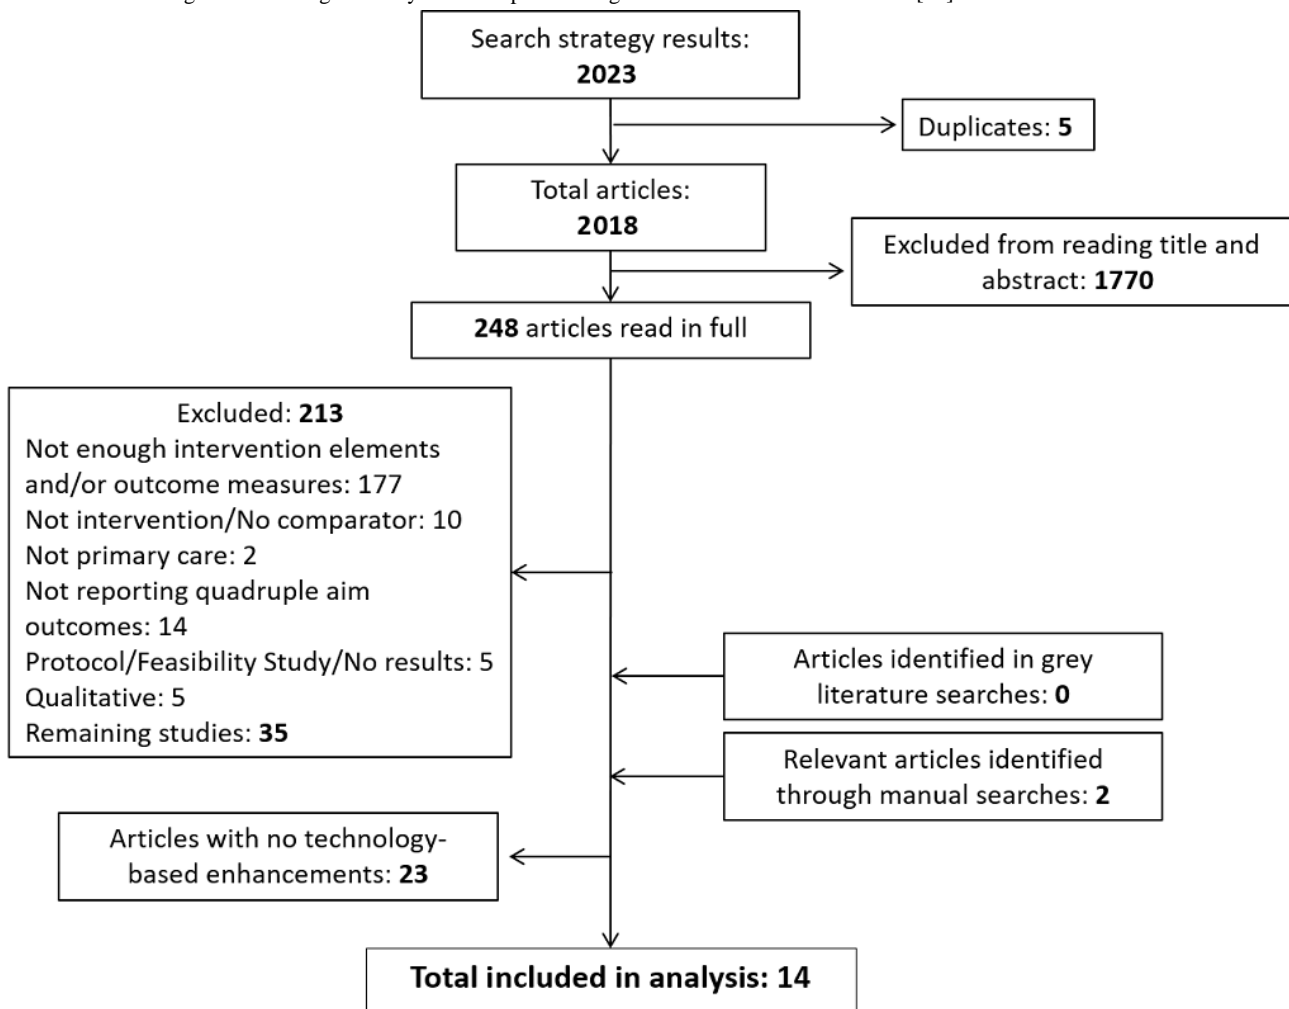 Search strategy results:
2023
Duplicates: 5
Total articles:
2018
Excluded from reading title and
abstract: 1770
248 articles read in full
Excluded: 213
Not enough intervention elements
and/or outcome measures: 177
Not intervention/No comparator: 10
Not primary care: 2
Not reporting quadruple aim
outcomes: 14
Protocol/Feasibility Study/No results: 5
Qualitative: 5
Remaining studies: 35
Articles identified in grey
literature searches: 0
Relevant articles identified
through manual searches: 2
Articles with no technology-
based enhancements: 23
Total included in analysis: 14